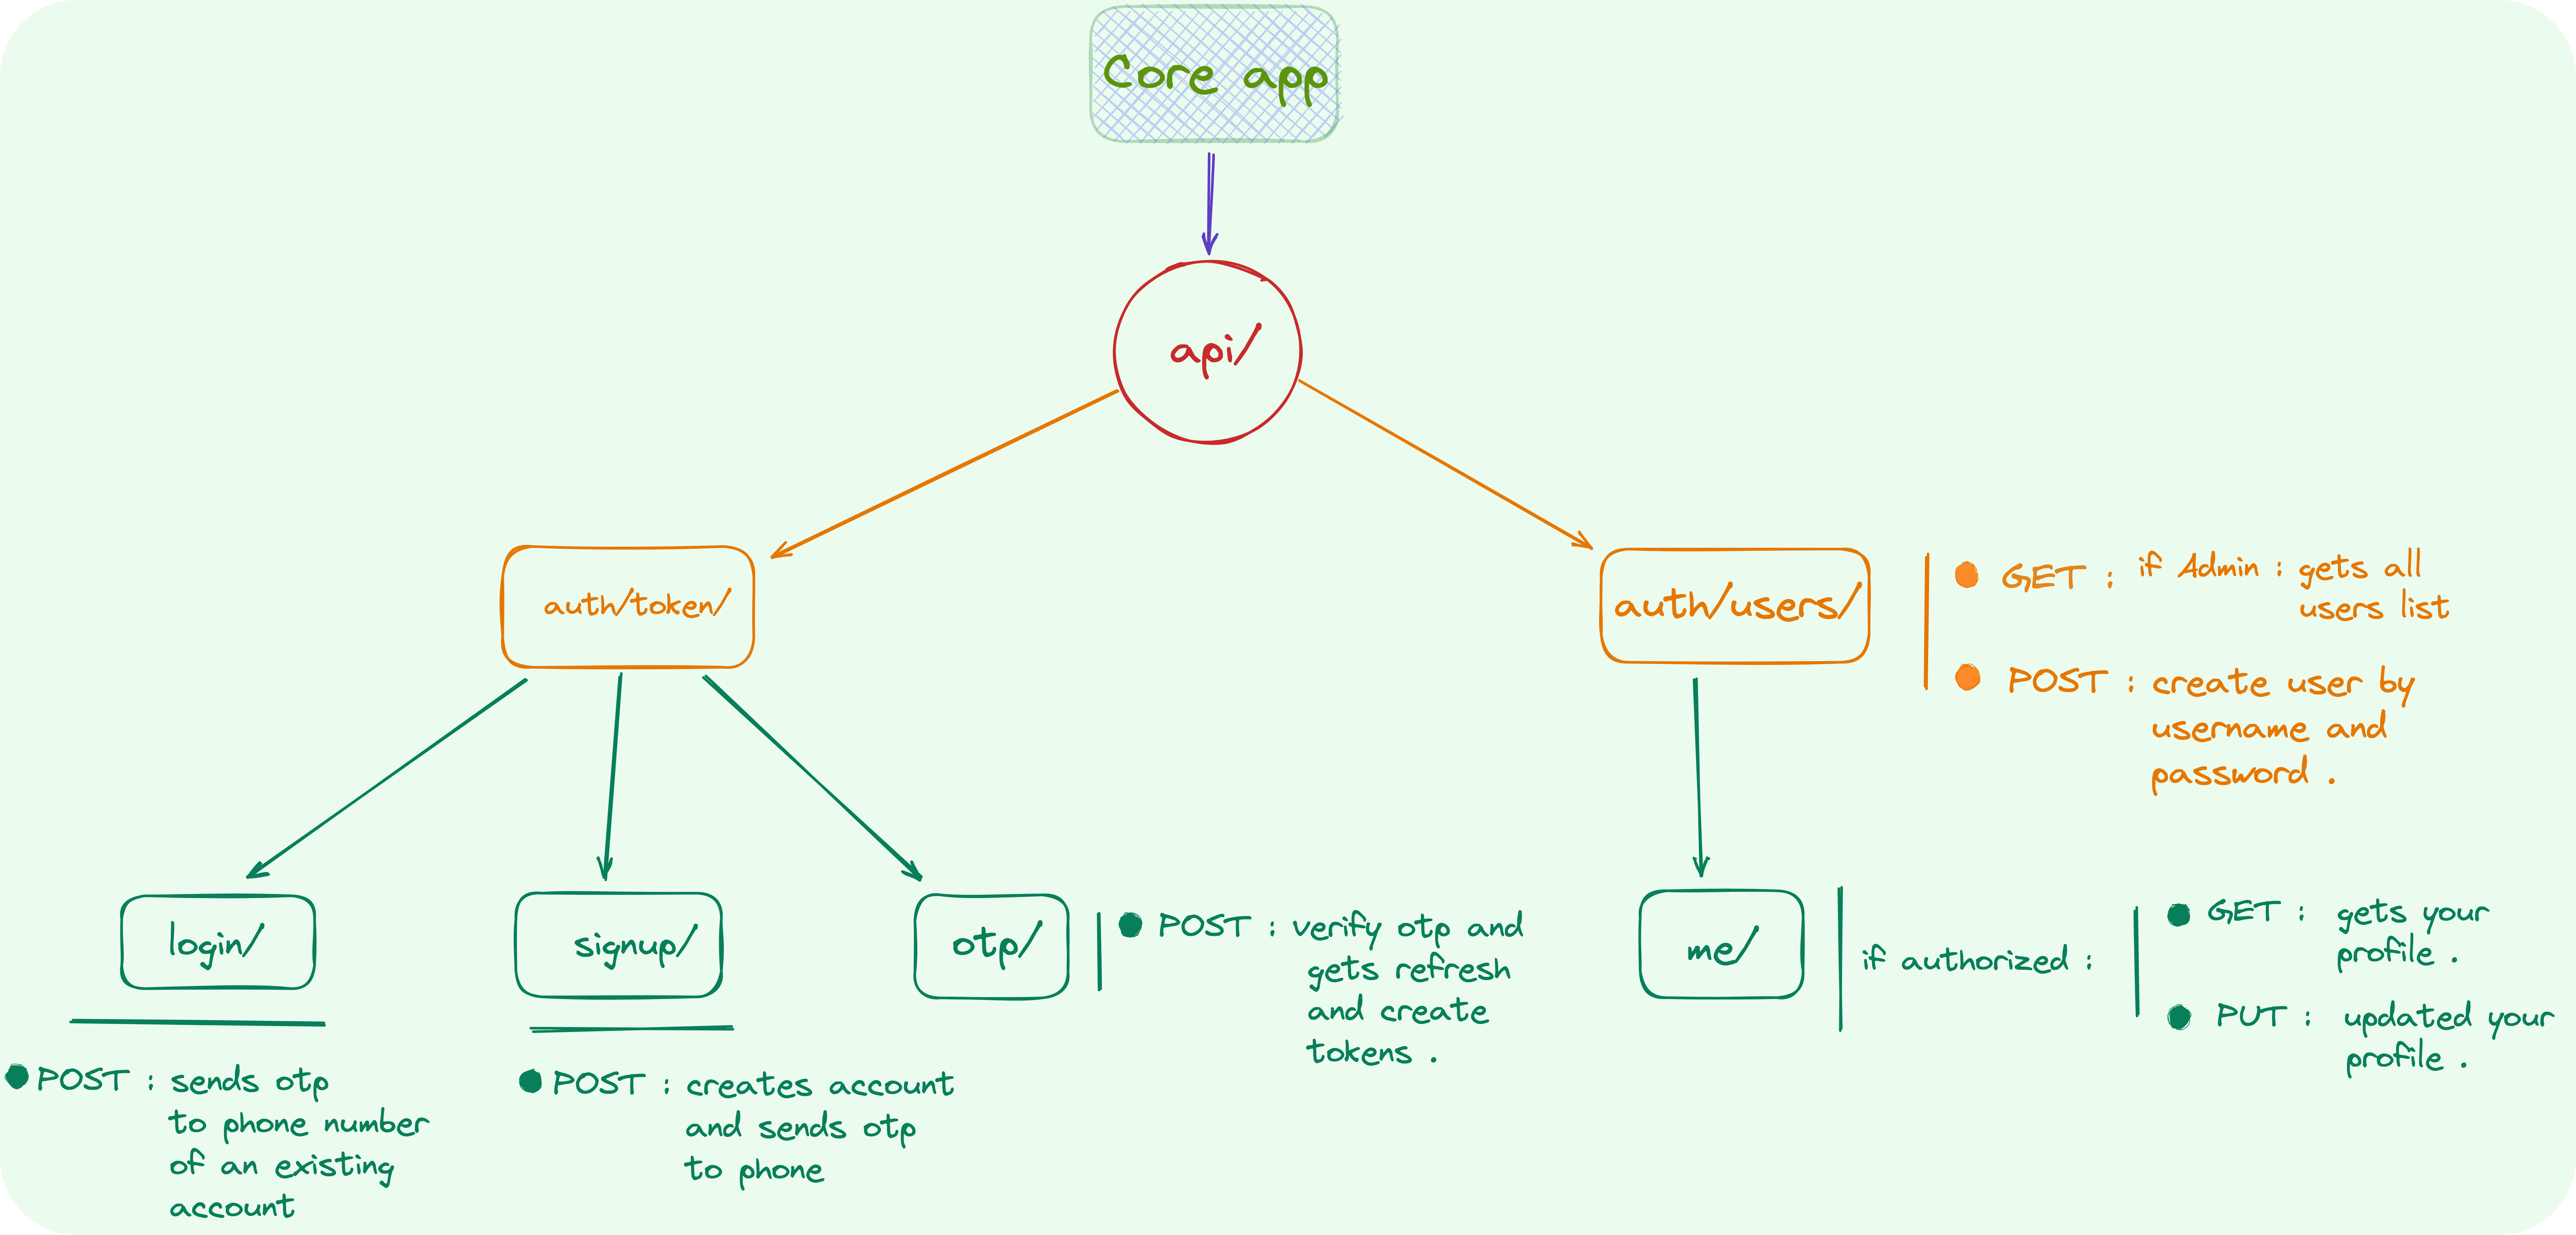 Core app
api/
auth/token/
auth/users/
GET : if Admin : gets all
users list
POST : create user by
username and
password .
login/
signup/
otp/
POST : verify otp and
gets refresh
and create
tokens .
me/
if authorized :
GET : gets your
profile .
PUT : updated your
profile .
POST : sends otp
to phone number
of an existing
account
POST : creates account
and sends otp
to phone